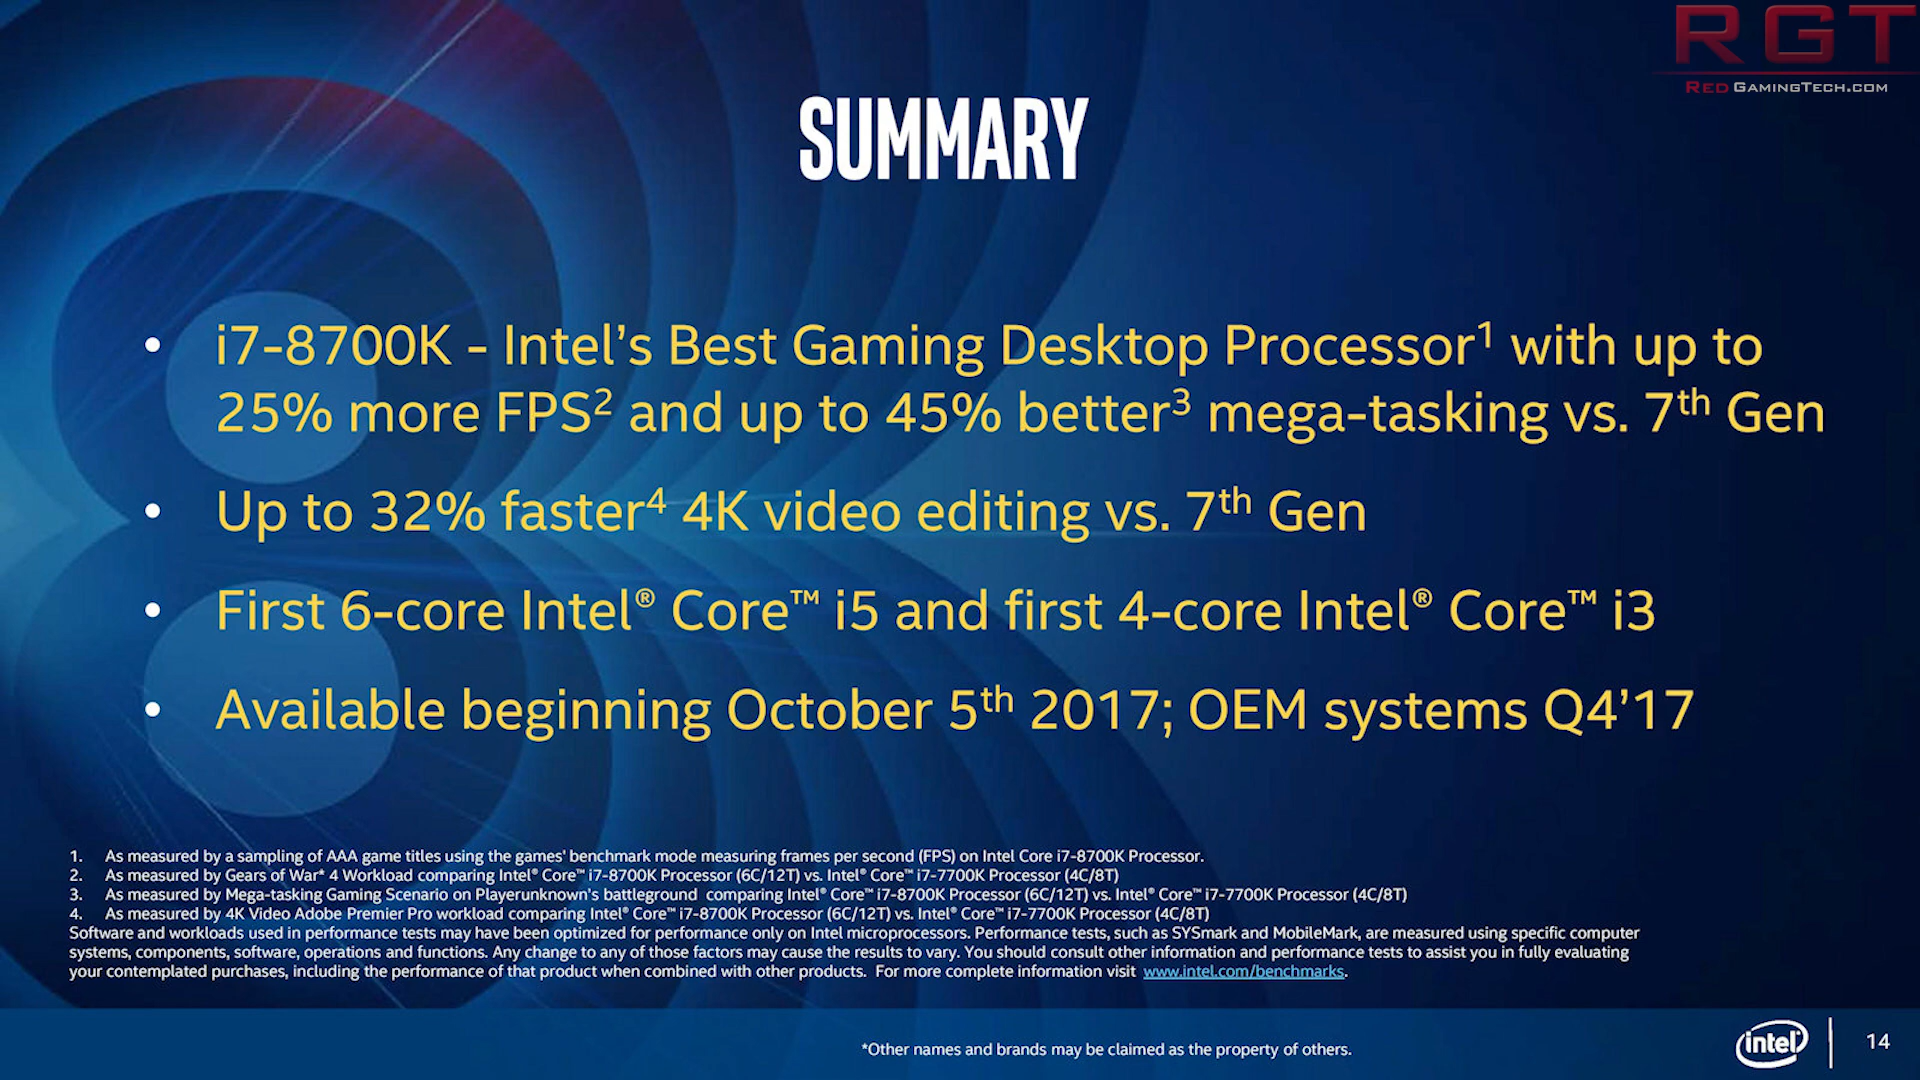 RGT
RED GAMINGTECH.COM
SUMMARY
• i7-8700K - Intel’s Best Gaming Desktop Processor¹ with up to
25% more FPS² and up to 45% better³ mega-tasking vs. 7th Gen
• Up to 32% faster⁴ 4K video editing vs. 7th Gen
• First 6-core Intel® Core™ i5 and first 4-core Intel® Core™ i3
• Available beginning October 5th 2017; OEM systems Q4’17
1. As measured by a sampling of AAA game titles using the games' benchmark mode measuring frames per second (FPS) on Intel Core i7-8700K Processor.
2. As measured by Gears of War* 4 Workload comparing Intel® Core™ i7-8700K Processor (6C/12T) vs. Intel® Core™ i7-7700K Processor (4C/8T)
3. As measured by Mega-tasking Gaming Scenario on Playerunknown's battleground comparing Intel® Core™ i7-8700K Processor (6C/12T) vs. Intel® Core™ i7-7700K Processor (4C/8T)
4. As measured by 4K Video Adobe Premier Pro workload comparing Intel® Core™ i7-8700K Processor (6C/12T) vs. Intel® Core™ i7-7700K Processor (4C/8T)
Software and workloads used in performance tests may have been optimized for performance only on Intel microprocessors. Performance tests, such as SYSmark and MobileMark, are measured using specific computer
systems, components, software, operations and functions. Any change to any of those factors may cause the results to vary. You should consult other information and performance tests to assist you in fully evaluating
your contemplated purchases, including the performance of that product when combined with other products. For more complete information visit www.intel.com/benchmarks.
*Other names and brands may be claimed as the property of others.
intel
14